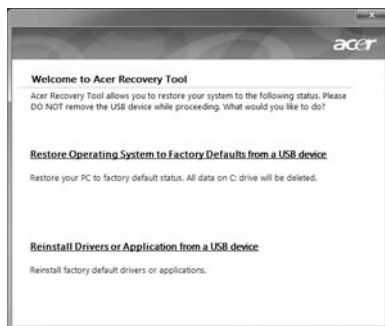 acer
Welcome to Acer Recovery Tool
Acer Recovery Tool allows you to restore your system to the following status. Please
DO NOT remove the USB device while proceeding. What would you like to do?
Restore Operating System to Factory Defaults from a USB device
Restore your PC to factory default status. All data on C: drive will be deleted.
Reinstall Drivers or Application from a USB device
Reinstall factory default drivers or applications.